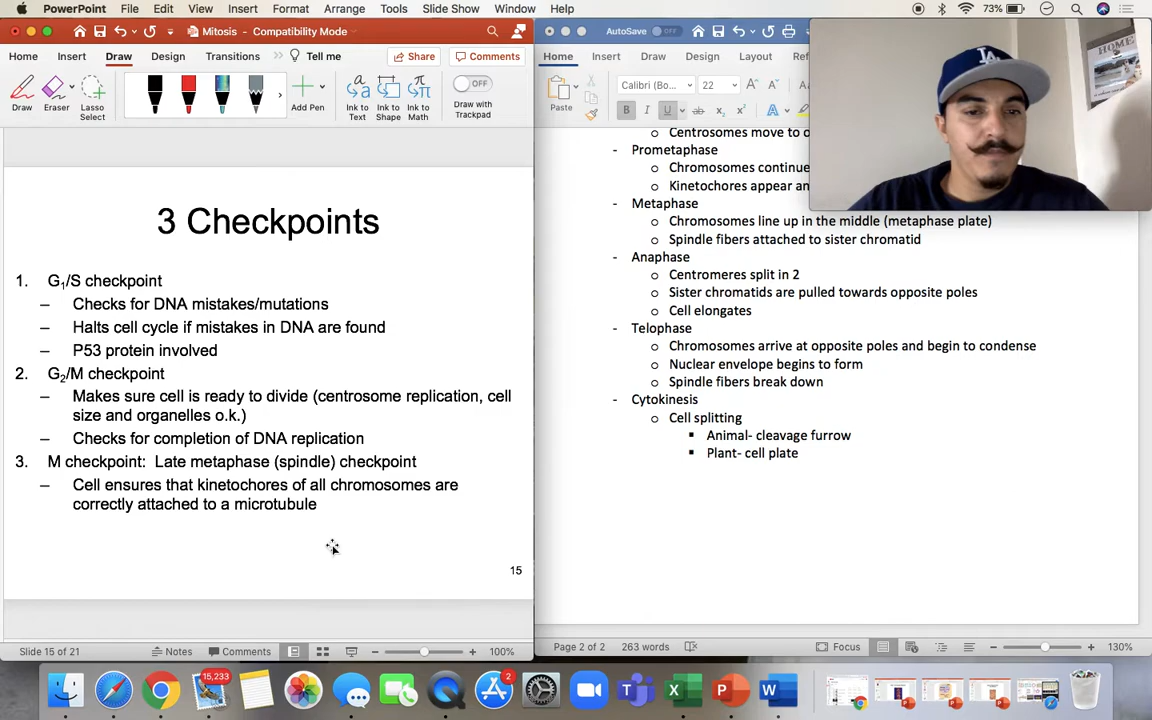 PowerPoint File Edit View Insert Format Arrange Tools Slide Show Window Help 73%
Mitosis - Compatibility Mode
AutoSave OFF
Home Insert Draw Design Transitions Tell me Share Comments
Home Insert Draw Design Layout
Draw Eraser Lasso Select Add Pen Ink to Text Ink to Shape Ink to Math OFF Draw with Trackpad
Paste Calibri (Bo... 22
B I U ab x₂ x² A
3 Checkpoints
1. G₁/S checkpoint
– Checks for DNA mistakes/mutations
– Halts cell cycle if mistakes in DNA are found
– P53 protein involved
2. G₂/M checkpoint
– Makes sure cell is ready to divide (centrosome replication, cell
size and organelles o.k.)
– Checks for completion of DNA replication
3. M checkpoint: Late metaphase (spindle) checkpoint
– Cell ensures that kinetochores of all chromosomes are
correctly attached to a microtubule
15
o Centrosomes move to
- Prometaphase
o Chromosomes continue
o Kinetochores appear
- Metaphase
o Chromosomes line up in the middle (metaphase plate)
o Spindle fibers attached to sister chromatid
- Anaphase
o Centromeres split in 2
o Sister chromatids are pulled towards opposite poles
o Cell elongates
- Telophase
o Chromosomes arrive at opposite poles and begin to condense
o Nuclear envelope begins to form
o Spindle fibers break down
- Cytokinesis
o Cell splitting
▪ Animal- cleavage furrow
▪ Plant- cell plate
HOME
LA
Slide 15 of 21 Notes Comments 100%
Page 2 of 2 263 words Focus 130%
15,233
2